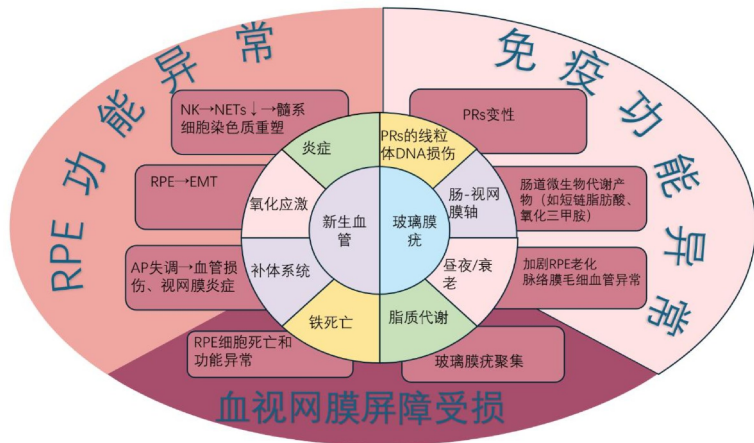 RPE功能异常
免疫功能异常
血视网膜屏障受损
NK→NETs↓→髓系
细胞染色质重塑
RPE→EMT
AP失调→血管损
伤、视网膜炎症
RPE细胞死亡和
功能异常
PRs变性
肠道微生物代谢产
物（如短链脂肪酸、
氧化三甲胺）
加剧RPE老化
脉络膜毛细血管异常
玻璃膜疣聚集
炎症
氧化应激
补体系统
铁死亡
PRs的线粒
体DNA损伤
肠-视网
膜轴
昼夜/衰
老
脂质代谢
新生血
管
玻璃膜
疣